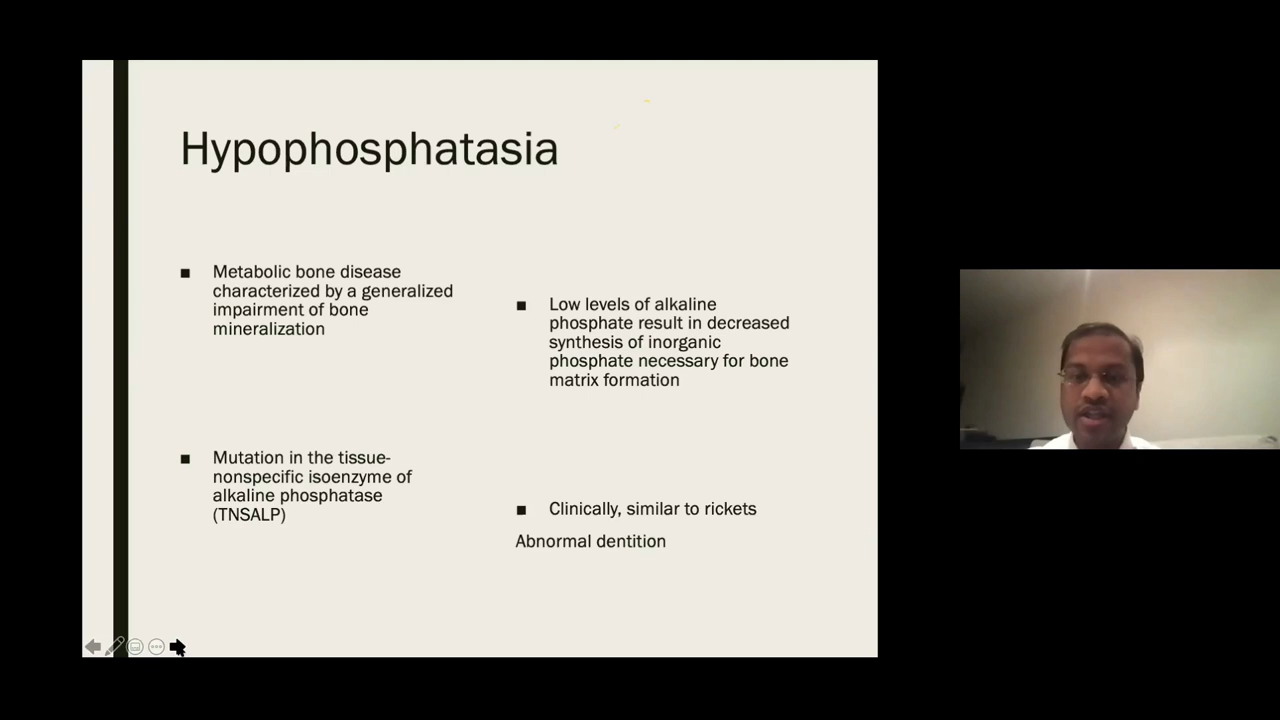 Hypophosphatasia
■ Metabolic bone disease
characterized by a generalized
impairment of bone
mineralization
■ Mutation in the tissue-
nonspecific isoenzyme of
alkaline phosphatase
(TNSALP)
■ Low levels of alkaline
phosphate result in decreased
synthesis of inorganic
phosphate necessary for bone
matrix formation
■ Clinically, similar to rickets
Abnormal dentition